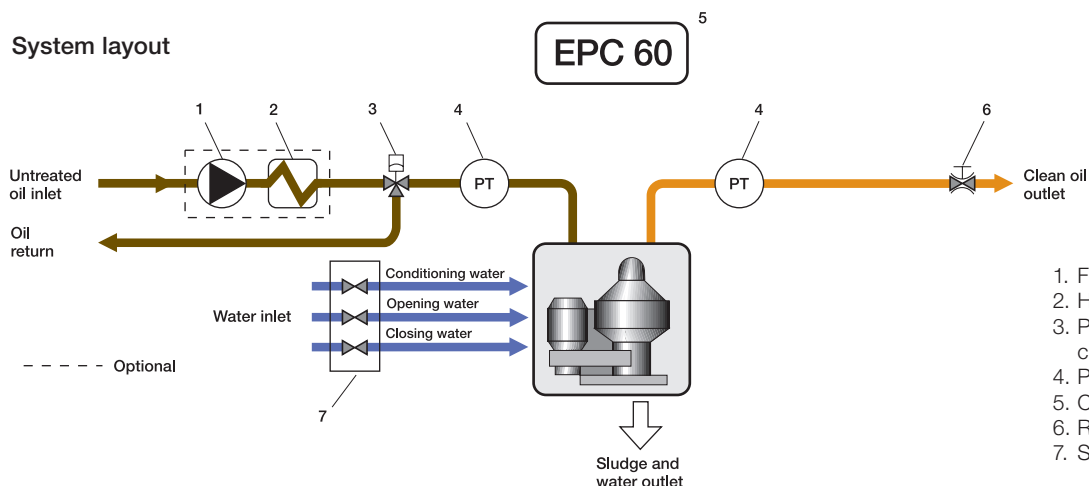 System layout
EPC 60
5
1
2
3
4
4
6
Untreated
oil inlet
PT
PT
Clean oil
outlet
Oil
return
Water inlet
Conditioning water
Opening water
Closing water
Optional
7
Sludge and
water outlet
1. F
2. H
3. P
c
4. P
5. C
6. R
7. S